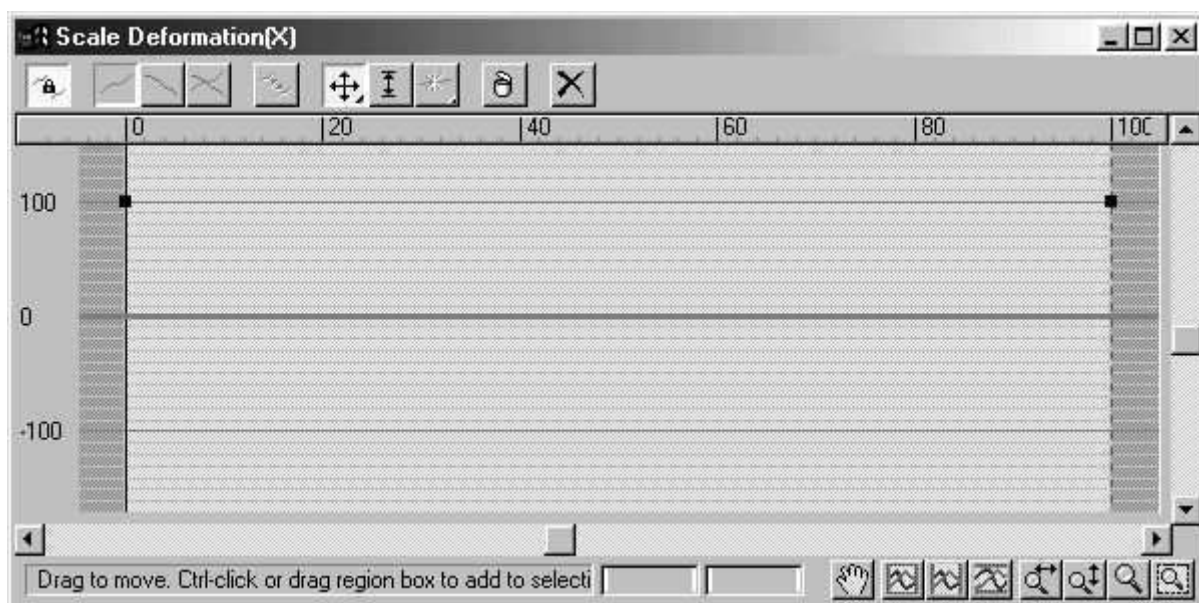 Scale Deformation(X)
0 20 40 60 80 100
100
0
-100
Drag to move. Ctrl-click or drag region box to add to selecti